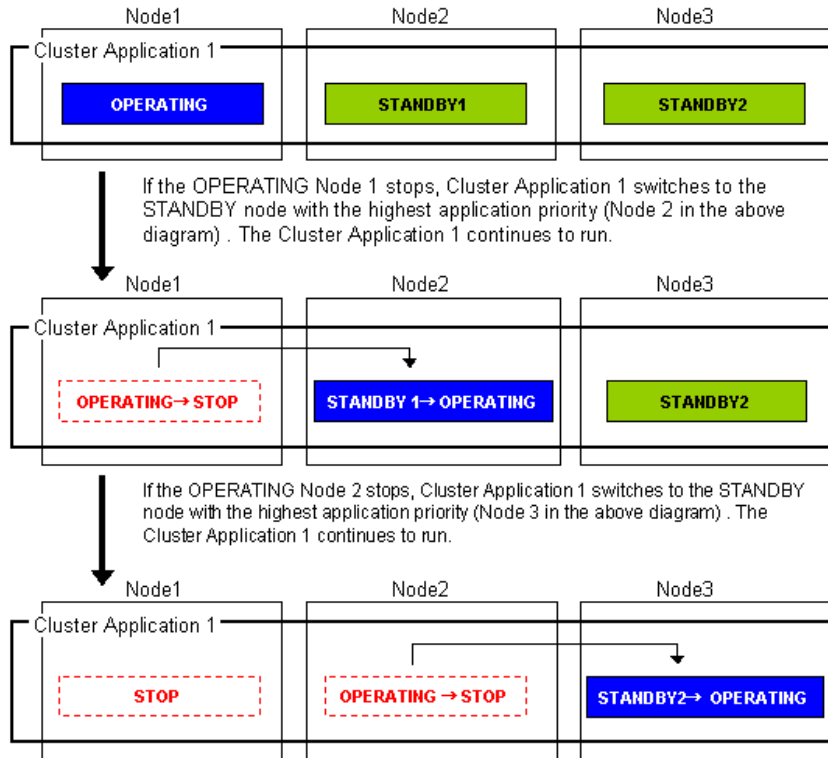 Node1 Node2 Node3
Cluster Application 1
OPERATING STANDBY1 STANDBY2
If the OPERATING Node 1 stops, Cluster Application 1 switches to the
STANDBY node with the highest application priority (Node 2 in the above
diagram) . The Cluster Application 1 continues to run.
Node1 Node2 Node3
Cluster Application 1
OPERATING→STOP STANDBY 1→OPERATING STANDBY2
If the OPERATING Node 2 stops, Cluster Application 1 switches to the STANDBY
node with the highest application priority (Node 3 in the above diagram) . The
Cluster Application 1 continues to run.
Node1 Node2 Node3
Cluster Application 1
STOP OPERATING →STOP STANDBY2→ OPERATING